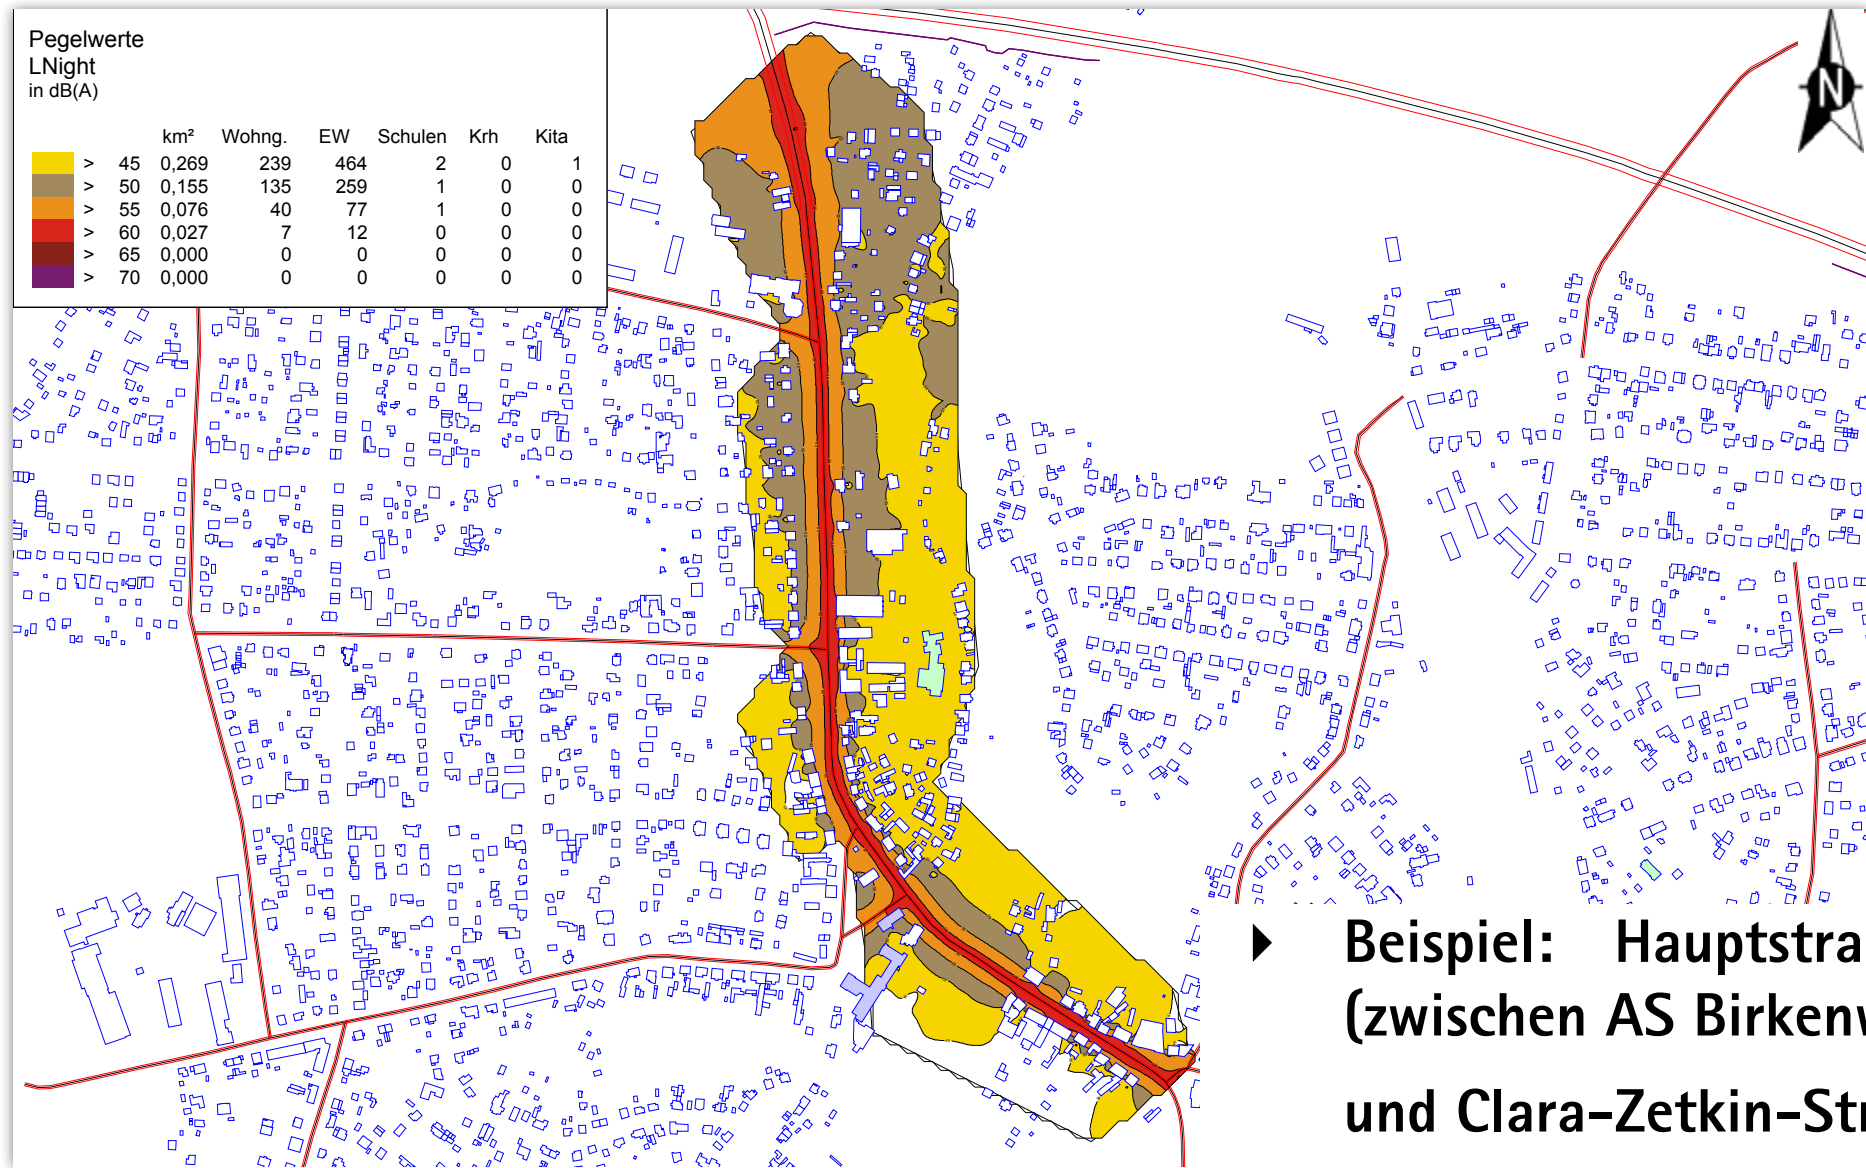 Pegelwerte
LNight
in dB(A)
km² Wohng. EW Schulen Krh Kita
> 45 0,269 239 464 2 0 1
> 50 0,155 135 259 1 0 0
> 55 0,076 40 77 1 0 0
> 60 0,027 7 12 0 0 0
> 65 0,000 0 0 0 0 0
> 70 0,000 0 0 0 0 0
N
Beispiel: Hauptstra
(zwischen AS Birkenw
und Clara-Zetkin-Str